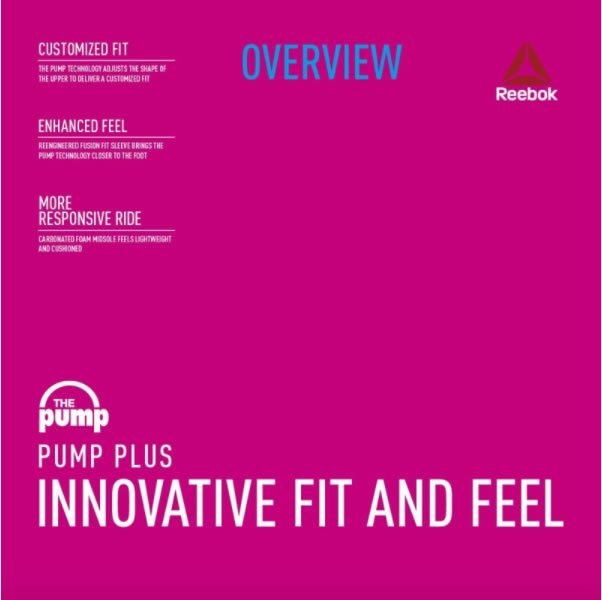 CUSTOMIZED FIT
THE PUMP TECHNOLOGY ADJUSTS THE SHAPE OF
THE UPPER TO DELIVER A CUSTOMIZED FIT
OVERVIEW
Reebok
ENHANCED FEEL
REENGINEERED FUSION FIT SLEEVE BRINGS THE
PUMP TECHNOLOGY CLOSER TO THE FOOT
MORE
RESPONSIVE RIDE
CARBONATED FOAM MIDSOLE FEELS LIGHTWEIGHT
AND CUSHIONED
THE
pump
PUMP PLUS
INNOVATIVE FIT AND FEEL